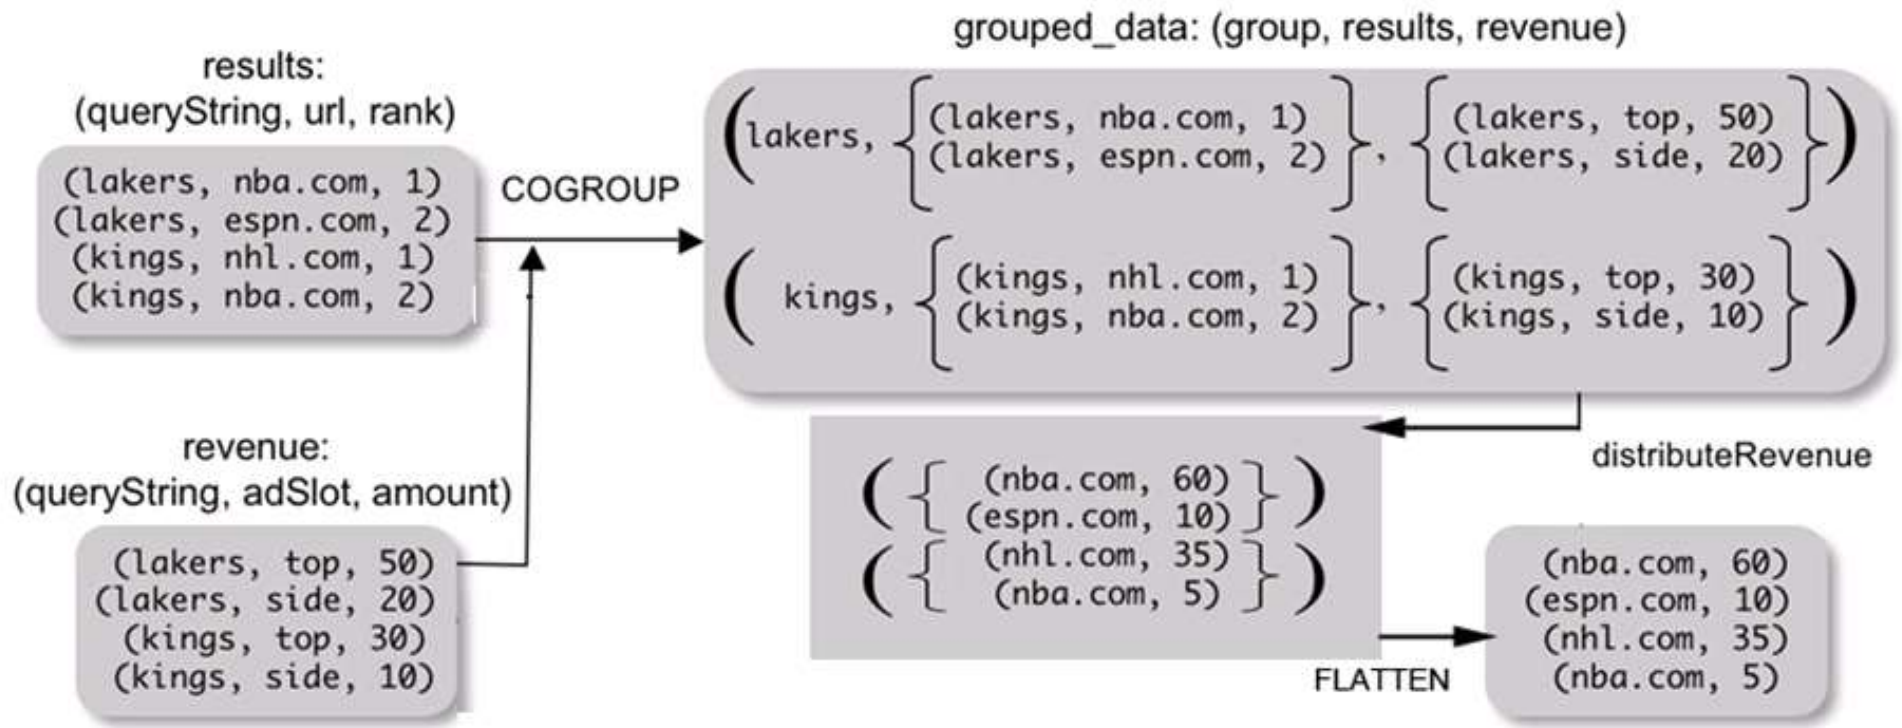 results:
(queryString, url, rank)
(lakers, nba.com, 1)
(lakers, espn.com, 2)
(kings, nhl.com, 1)
(kings, nba.com, 2)
revenue:
(queryString, adSlot, amount)
(lakers, top, 50)
(lakers, side, 20)
(kings, top, 30)
(kings, side, 10)
COGROUP
grouped_data: (group, results, revenue)
(lakers, { (lakers, nba.com, 1)
(lakers, espn.com, 2) }, { (lakers, top, 50)
(lakers, side, 20) } )
( kings, { (kings, nhl.com, 1)
(kings, nba.com, 2) }, { (kings, top, 30)
(kings, side, 10) } )
distributeRevenue
( { (nba.com, 60)
(espn.com, 10) } )
( { (nhl.com, 35)
(nba.com, 5) } )
FLATTEN
(nba.com, 60)
(espn.com, 10)
(nhl.com, 35)
(nba.com, 5)